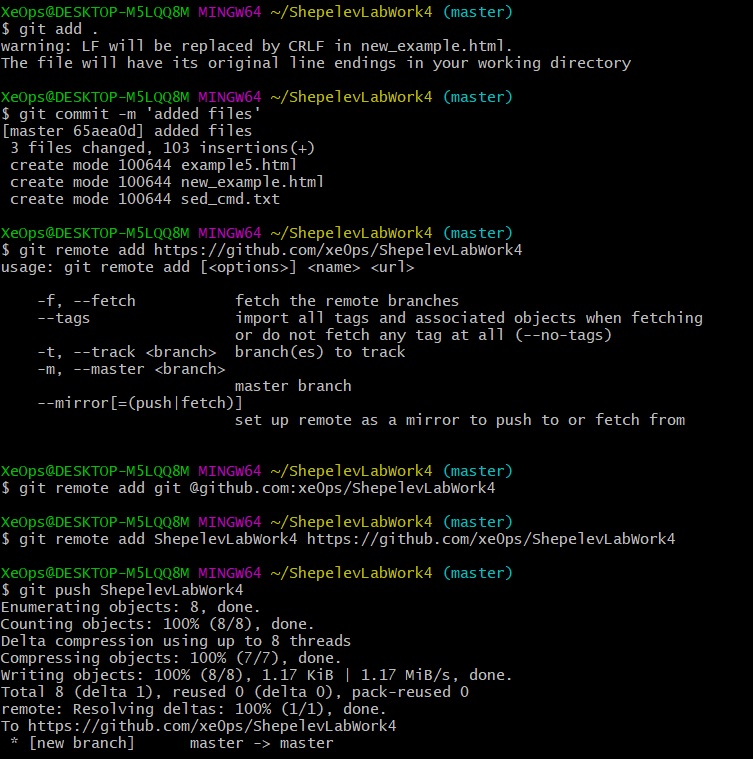 XeOps@DESKTOP-M5LQQ8M MINGW64 ~/ShepelevLabWork4 (master)
$ git add .
warning: LF will be replaced by CRLF in new_example.html.
The file will have its original line endings in your working directory

XeOps@DESKTOP-M5LQQ8M MINGW64 ~/ShepelevLabWork4 (master)
$ git commit -m 'added files'
[master 65aea0d] added files
 3 files changed, 103 insertions(+)
 create mode 100644 example5.html
 create mode 100644 new_example.html
 create mode 100644 sed_cmd.txt

XeOps@DESKTOP-M5LQQ8M MINGW64 ~/ShepelevLabWork4 (master)
$ git remote add https://github.com/xe0ps/ShepelevLabWork4
usage: git remote add [<options>] <name> <url>

    -f, --fetch           fetch the remote branches
    --tags                import all tags and associated objects when fetching
                          or do not fetch any tag at all (--no-tags)
    -t, --track <branch>  branch(es) to track
    -m, --master <branch>
                          master branch
    --mirror[=(push|fetch)]
                          set up remote as a mirror to push to or fetch from

XeOps@DESKTOP-M5LQQ8M MINGW64 ~/ShepelevLabWork4 (master)
$ git remote add git @github.com:xe0ps/ShepelevLabWork4

XeOps@DESKTOP-M5LQQ8M MINGW64 ~/ShepelevLabWork4 (master)
$ git remote add ShepelevLabWork4 https://github.com/xe0ps/ShepelevLabWork4

XeOps@DESKTOP-M5LQQ8M MINGW64 ~/ShepelevLabWork4 (master)
$ git push ShepelevLabWork4
Enumerating objects: 8, done.
Counting objects: 100% (8/8), done.
Delta compression using up to 8 threads
Compressing objects: 100% (7/7), done.
Writing objects: 100% (8/8), 1.17 KiB | 1.17 MiB/s, done.
Total 8 (delta 1), reused 0 (delta 0), pack-reused 0
remote: Resolving deltas: 100% (1/1), done.
To https://github.com/xe0ps/ShepelevLabWork4
 * [new branch]      master -> master